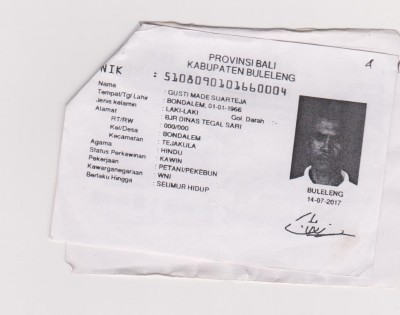 PROVINSI BALI
KABUPATEN BULELENG
NIK : 5108090101660004
Nama : GUSTI MADE SUARTEJA
Tempat/Tgl Lahir : BONDALEM, 01-01-1966
Jenis kelamin : LAKI-LAKI Gol. Darah :-
Alamat : BJR DINAS TEGAL SARI
RT/RW : 000/000
Kel/Desa : BONDALEM
Kecamatan : TEJAKULA
Agama : HINDU
Status Perkawinan : KAWIN
Pekerjaan : PETANI/PEKEBUN
Kewarganegaraan : WNI
Berlaku Hingga : SEUMUR HIDUP
BULELENG
14-07-2017